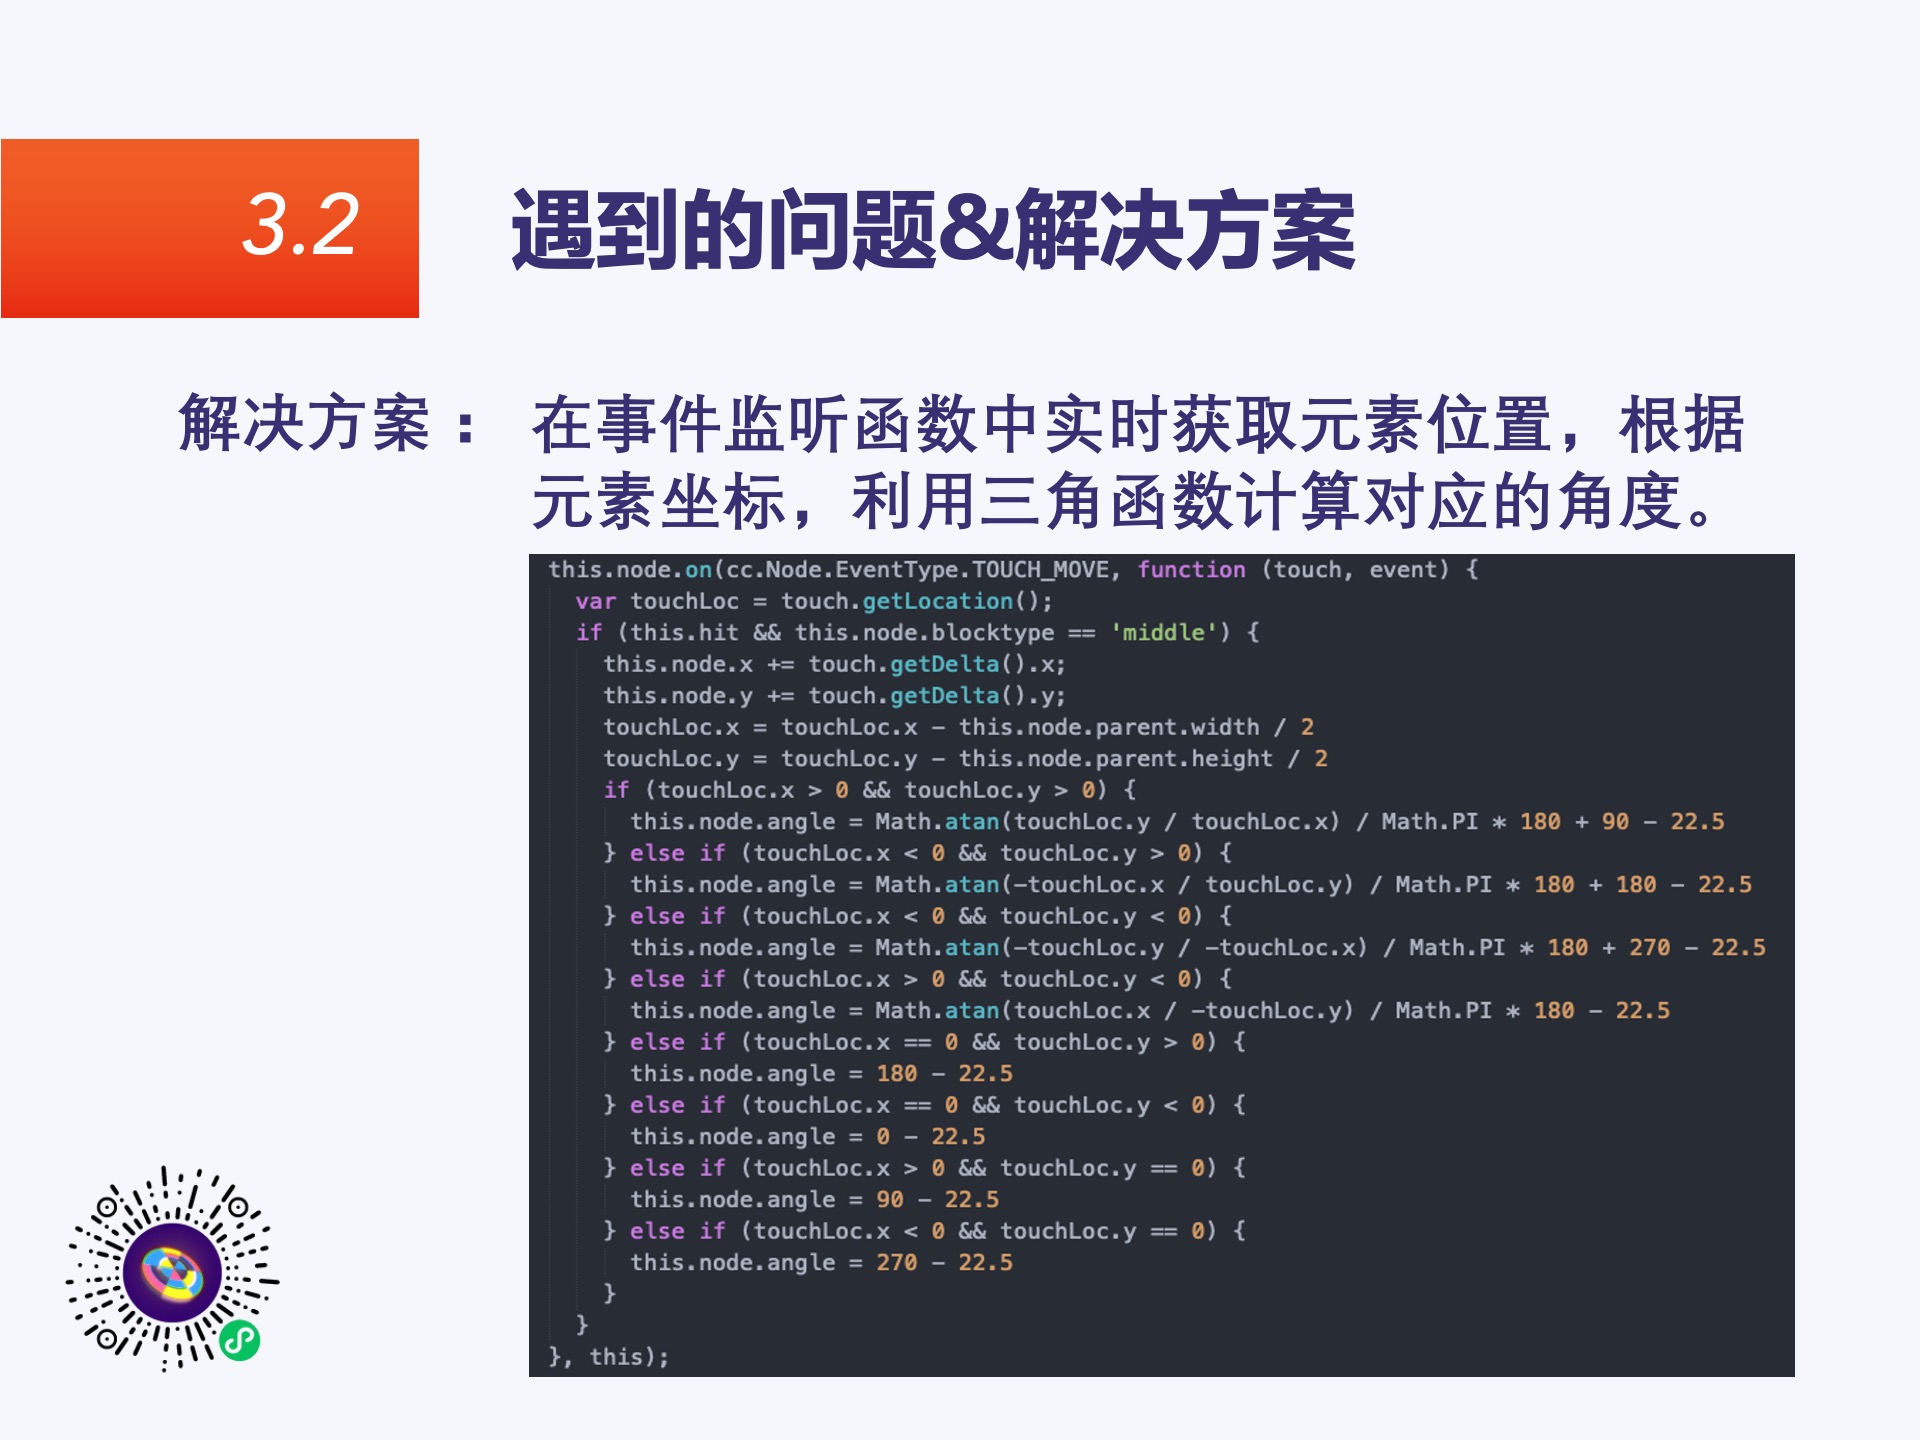 3.2
遇到的问题&解决方案
解决方案：
在事件监听函数中实时获取元素位置，根据
元素坐标，利用三角函数计算对应的角度。
this.node.on(cc.Node.EventType.TOUCH_MOVE, function (touch, event) {
  var touchLoc = touch.getLocation();
  if (this.hit && this.node.blocktype == 'middle') {
    this.node.x += touch.getDelta().x;
    this.node.y += touch.getDelta().y;
    touchLoc.x = touchLoc.x - this.node.parent.width / 2
    touchLoc.y = touchLoc.y - this.node.parent.height / 2
    if (touchLoc.x > 0 && touchLoc.y > 0) {
      this.node.angle = Math.atan(touchLoc.y / touchLoc.x) / Math.PI * 180 + 90 - 22.5
    } else if (touchLoc.x < 0 && touchLoc.y > 0) {
      this.node.angle = Math.atan(-touchLoc.x / touchLoc.y) / Math.PI * 180 + 180 - 22.5
    } else if (touchLoc.x < 0 && touchLoc.y < 0) {
      this.node.angle = Math.atan(-touchLoc.y / -touchLoc.x) / Math.PI * 180 + 270 - 22.5
    } else if (touchLoc.x > 0 && touchLoc.y < 0) {
      this.node.angle = Math.atan(touchLoc.x / -touchLoc.y) / Math.PI * 180 - 22.5
    } else if (touchLoc.x == 0 && touchLoc.y > 0) {
      this.node.angle = 180 - 22.5
    } else if (touchLoc.x == 0 && touchLoc.y < 0) {
      this.node.angle = 0 - 22.5
    } else if (touchLoc.x > 0 && touchLoc.y == 0) {
      this.node.angle = 90 - 22.5
    } else if (touchLoc.x < 0 && touchLoc.y == 0) {
      this.node.angle = 270 - 22.5
    }
  }
}, this);